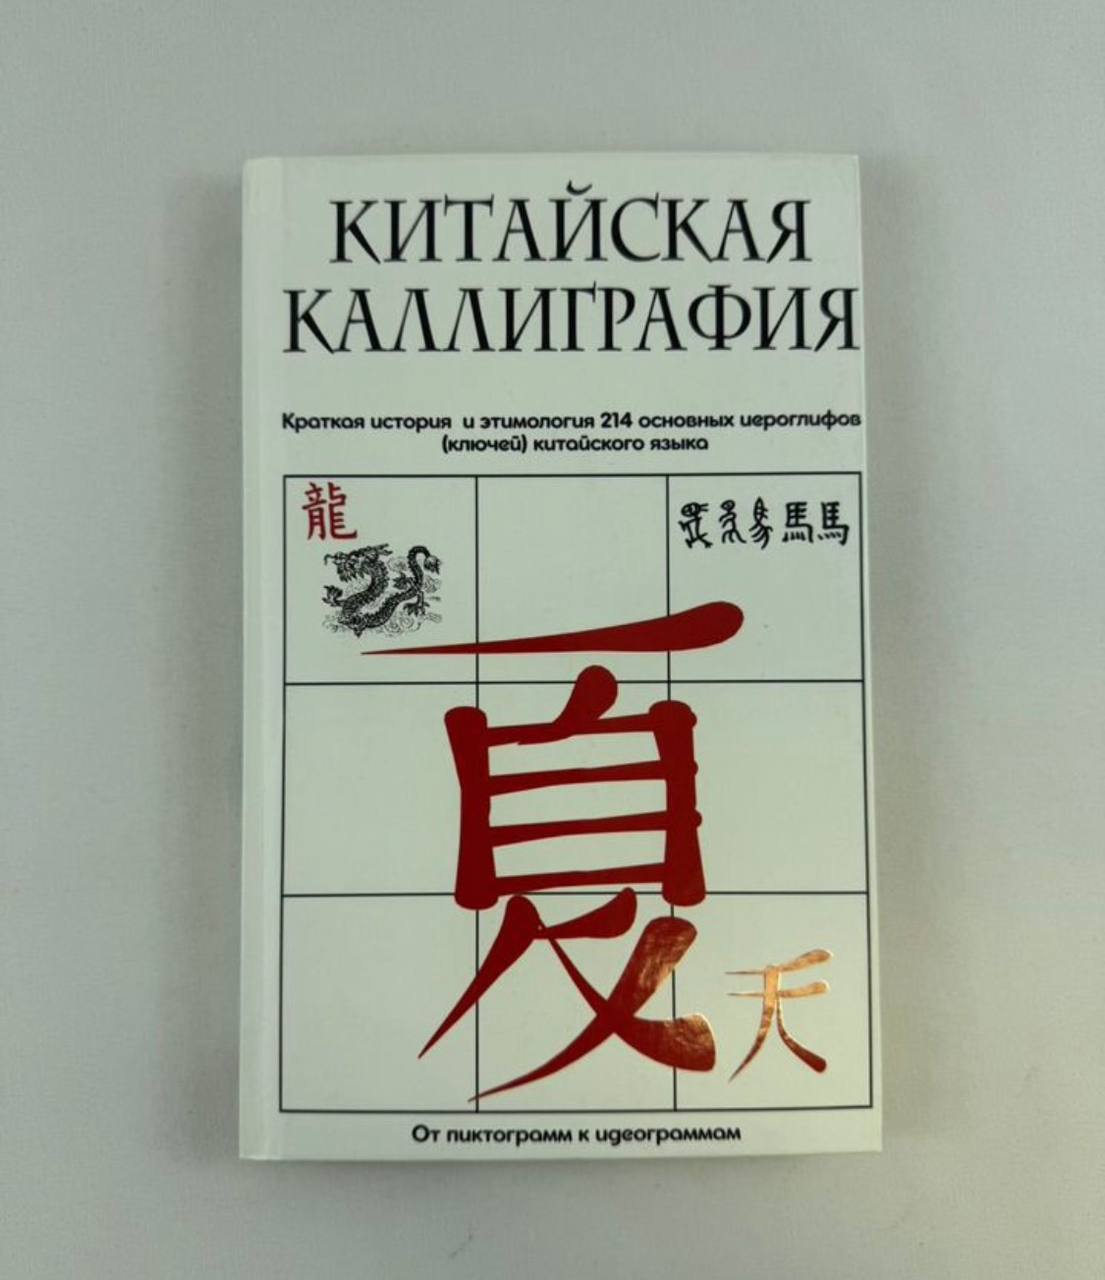 КИТАЙСКАЯ
КАЛЛИГРАФИЯ
Краткая история и этимология 214 основных иероглифов
(ключей) китайского языка
龍
馬馬
夏
天
От пиктограмм к идеограммам